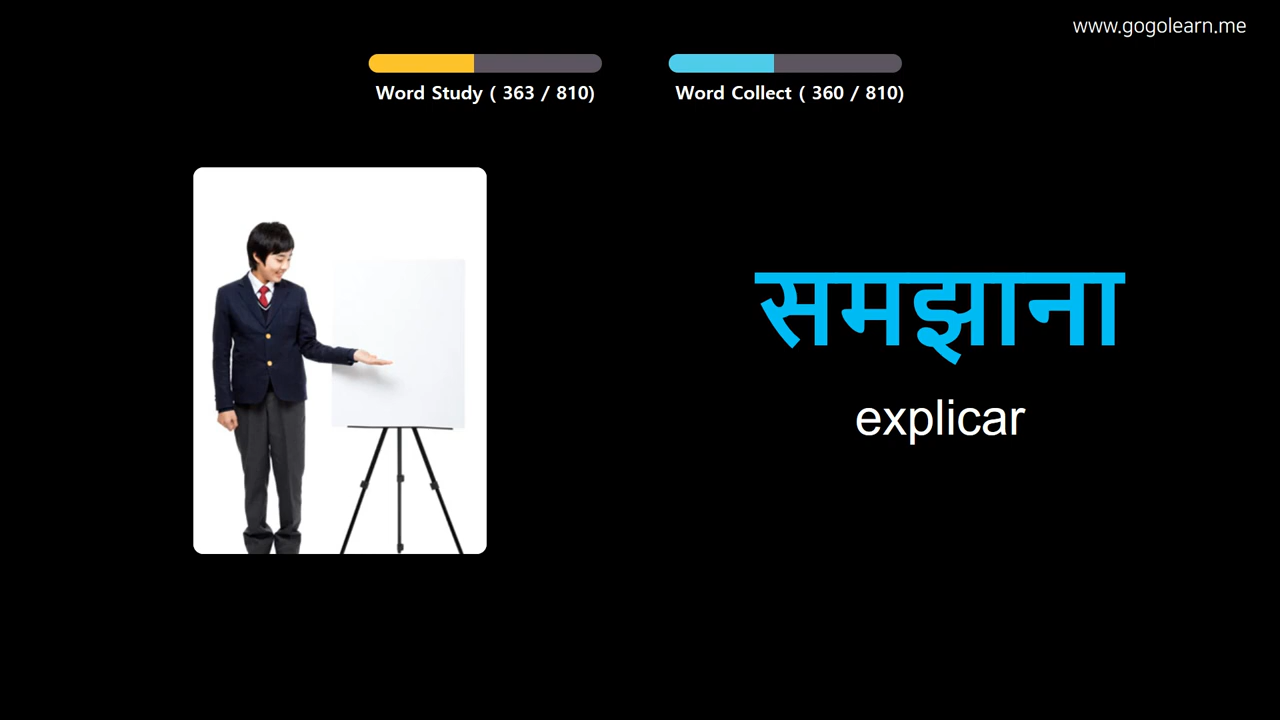 www.gogolearn.me
Word Study ( 363 / 810)
Word Collect ( 360 / 810)
समझाना
explicar